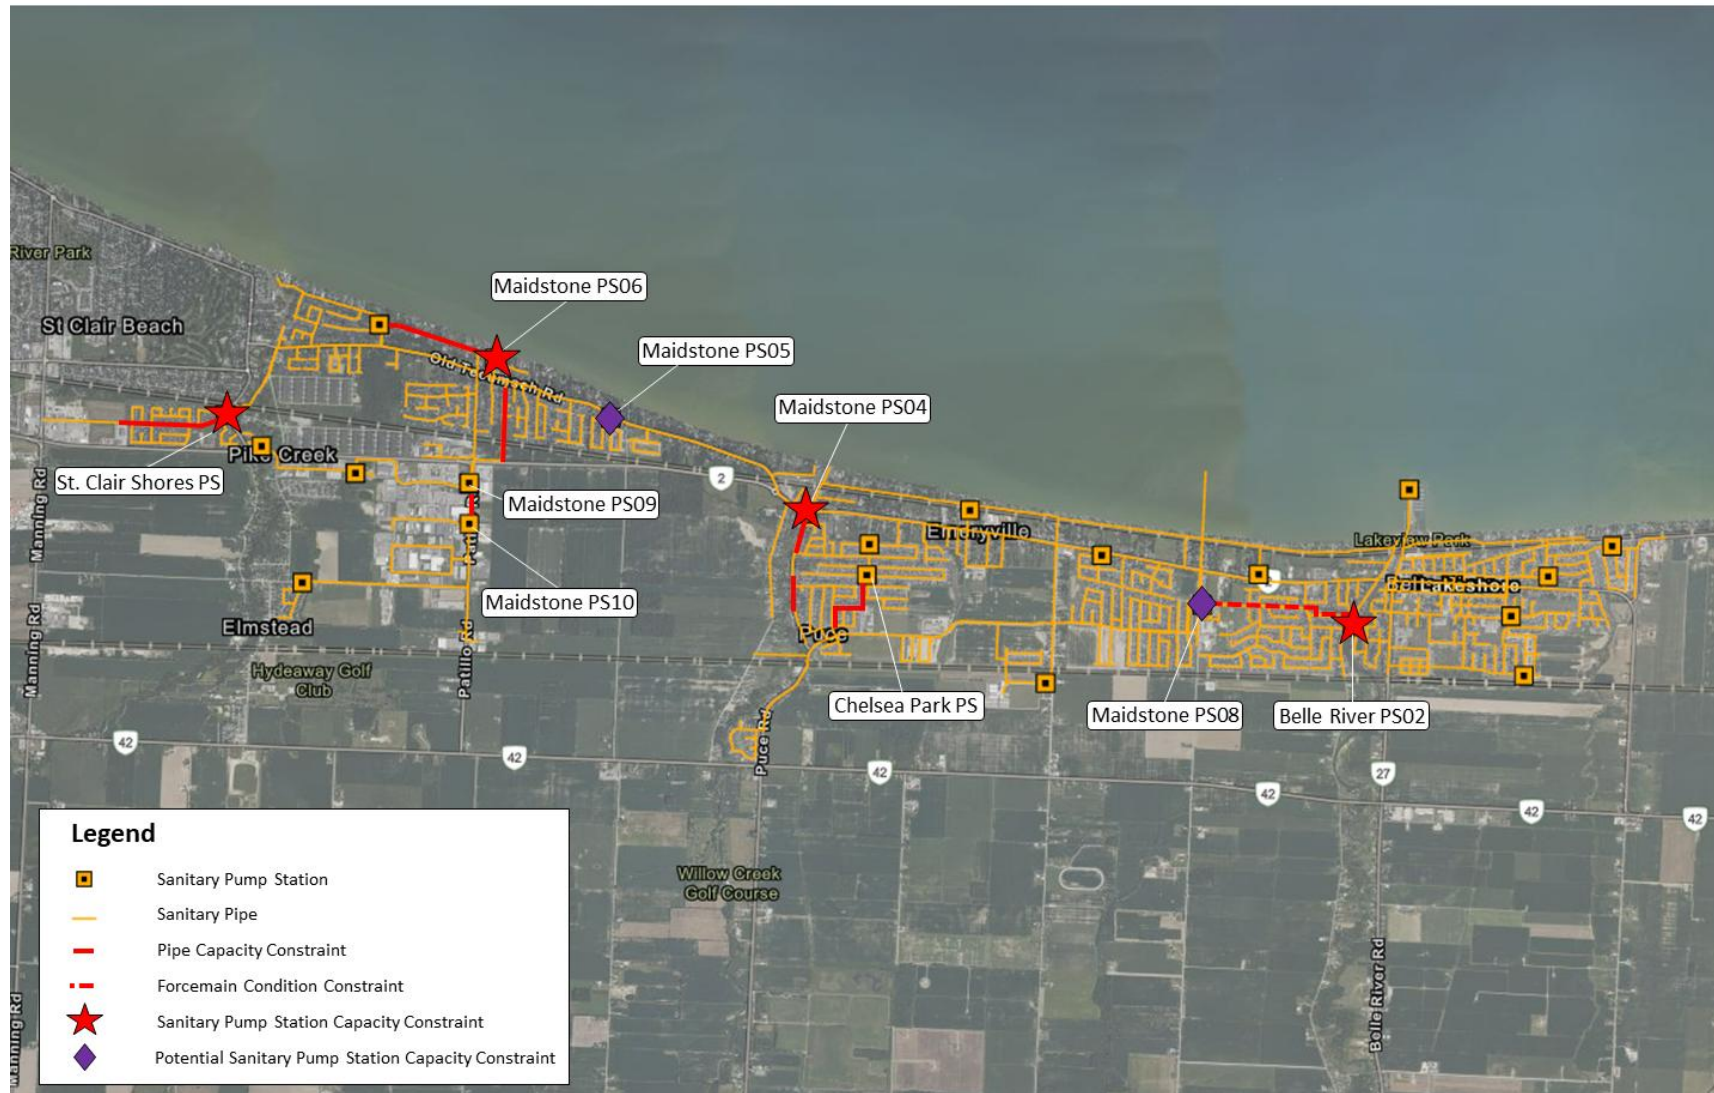 River Park
St Clair Beach
Maidstone PS06
Maidstone PS05
Old Tecumseh Rd
Maidstone PS04
Pike Creek
St. Clair Shores PS
2
Maidstone PS09
Manning Rd
Emeryville
Lakeview Park
Maidstone PS10
Lakeshore
Elmstead
Puce
Manning Rd
Patillo Rd
Hydeaway Golf
Club
Chelsea Park PS
Maidstone PS08
Belle River PS02
Puce Rd
42
42
42
27
42
42
42
Willow Creek
Golf Course
Belle River Rd
Manning Rd
Legend
Sanitary Pump Station
Sanitary Pipe
Pipe Capacity Constraint
Forcemain Condition Constraint
Sanitary Pump Station Capacity Constraint
Potential Sanitary Pump Station Capacity Constraint